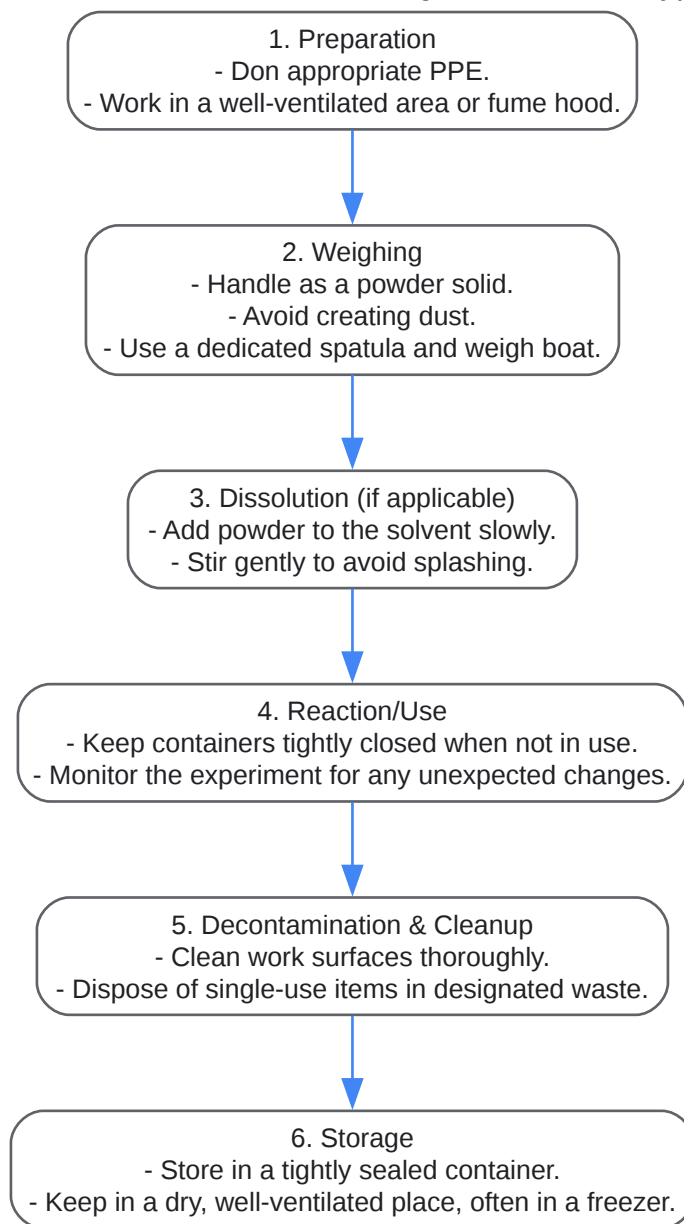 1. Preparation
- Don appropriate PPE.
- Work in a well-ventilated area or fume hood.
2. Weighing
- Handle as a powder solid.
- Avoid creating dust.
- Use a dedicated spatula and weigh boat.
3. Dissolution (if applicable)
- Add powder to the solvent slowly.
- Stir gently to avoid splashing.
4. Reaction/Use
- Keep containers tightly closed when not in use.
- Monitor the experiment for any unexpected changes.
5. Decontamination & Cleanup
- Clean work surfaces thoroughly.
- Dispose of single-use items in designated waste.
6. Storage
- Store in a tightly sealed container.
- Keep in a dry, well-ventilated place, often in a freezer.